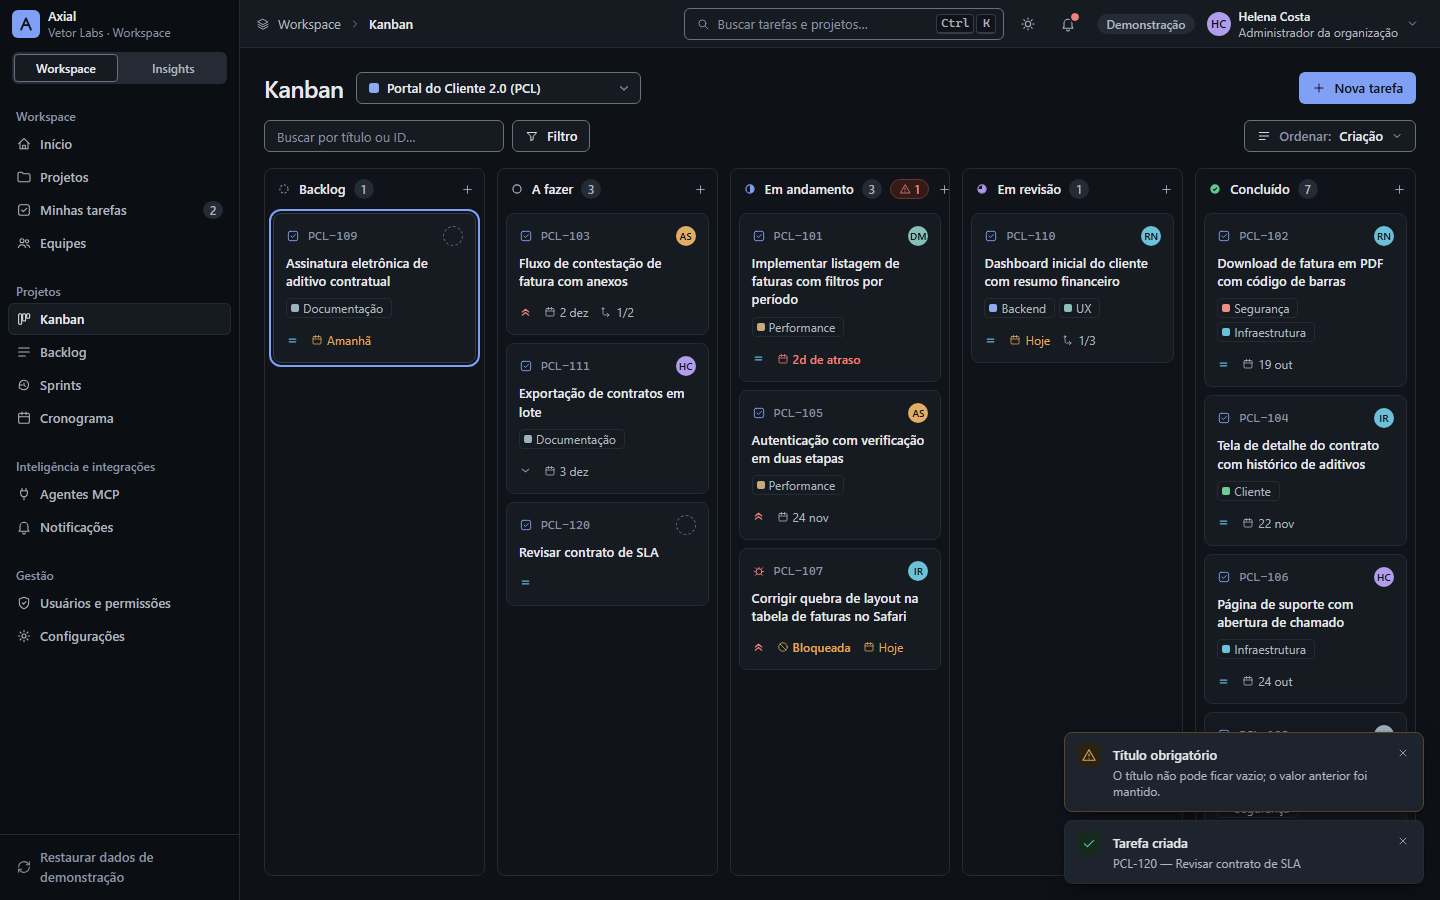 Axial
Vetor Labs · Workspace
Workspace
Insights
Workspace
Início
Projetos
Minhas tarefas
2
Equipes
Projetos
Kanban
Backlog
Sprints
Cronograma
Inteligência e integrações
Agentes MCP
Notificações
Gestão
Usuários e permissões
Configurações
Restaurar dados de
demonstração
Workspace
Kanban
Buscar tarefas e projetos...
Ctrl K
Demonstração
HC
Helena Costa
Administrador da organização
Kanban
Portal do Cliente 2.0 (PCL)
Nova tarefa
Buscar por título ou ID...
Filtro
Ordenar: Criação
Backlog 1
PCL-109
Assinatura eletrônica de
aditivo contratual
Documentação
Amanhã
A fazer 3
PCL-103
AS
Fluxo de contestação de
fatura com anexos
2 dez
1/2
PCL-111
HC
Exportação de contratos em
lote
Documentação
3 dez
PCL-120
Revisar contrato de SLA
Em andamento 3
1
PCL-101
DM
Implementar listagem de
faturas com filtros por
período
Performance
2d de atraso
PCL-105
AS
Autenticação com verificação
em duas etapas
Performance
24 nov
PCL-107
IR
Corrigir quebra de layout na
tabela de faturas no Safari
Bloqueada
Hoje
Em revisão 1
PCL-110
RN
Dashboard inicial do cliente
com resumo financeiro
Backend
UX
Hoje
1/3
Concluído 7
PCL-102
RN
Download de fatura em PDF
com código de barras
Segurança
Infraestrutura
19 out
PCL-104
IR
Tela de detalhe do contrato
com histórico de aditivos
Cliente
22 nov
PCL-106
HC
Página de suporte com
abertura de chamado
Infraestrutura
24 out
Título obrigatório
O título não pode ficar vazio; o valor anterior foi
mantido.
Tarefa criada
PCL-120 — Revisar contrato de SLA